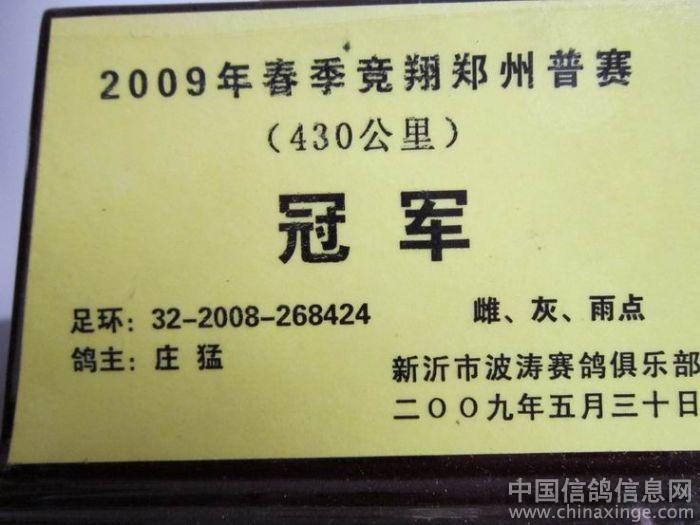 2009年春季竞翔郑州普赛
（430公里）
冠军
足环：32-2008-268424 雌、灰、雨点
鸽主：庄猛
新沂市波涛赛鸽俱乐部
二〇〇九年五月三十日
中国信鸽信息网
www.chinaxinge.com